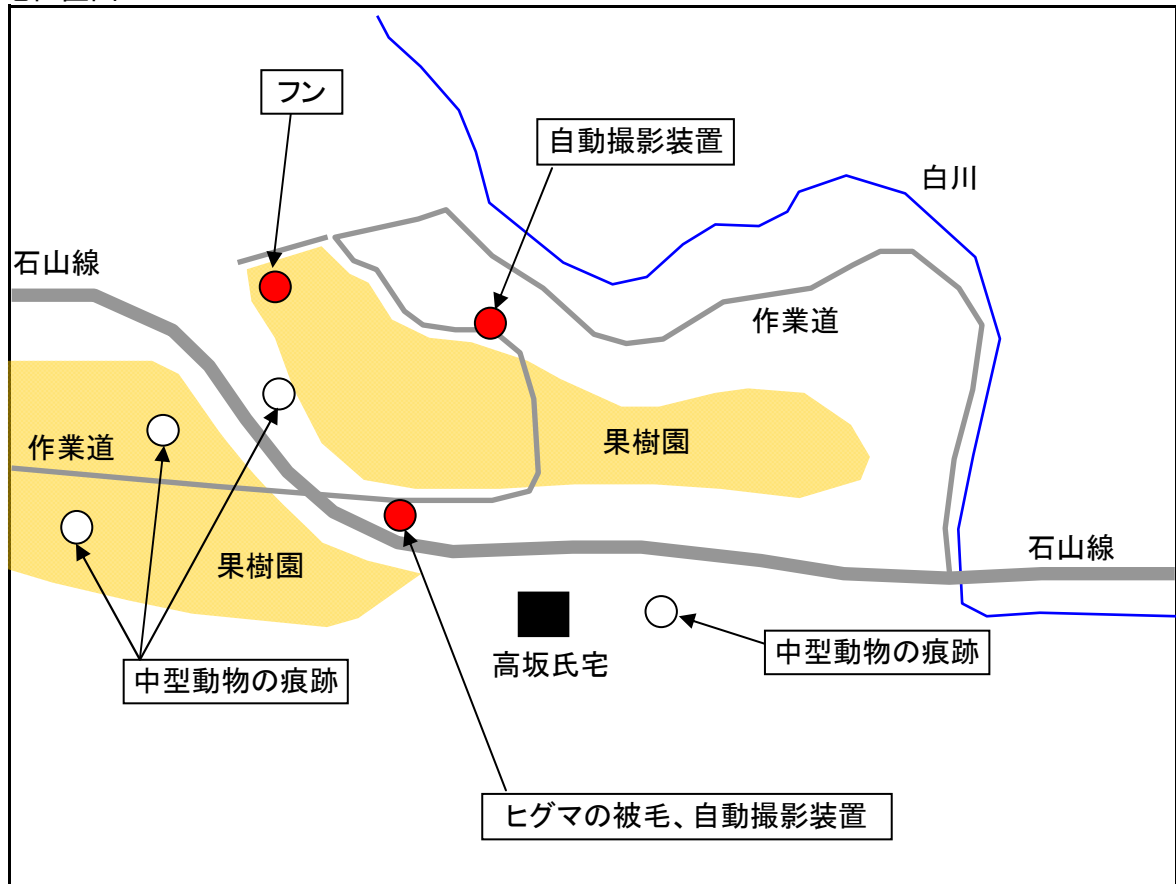 フン
自動撮影装置
白川
石山線
作業道
作業道
果樹園
果樹園
石山線
高坂氏宅
中型動物の痕跡
中型動物の痕跡
ヒグマの被毛、自動撮影装置